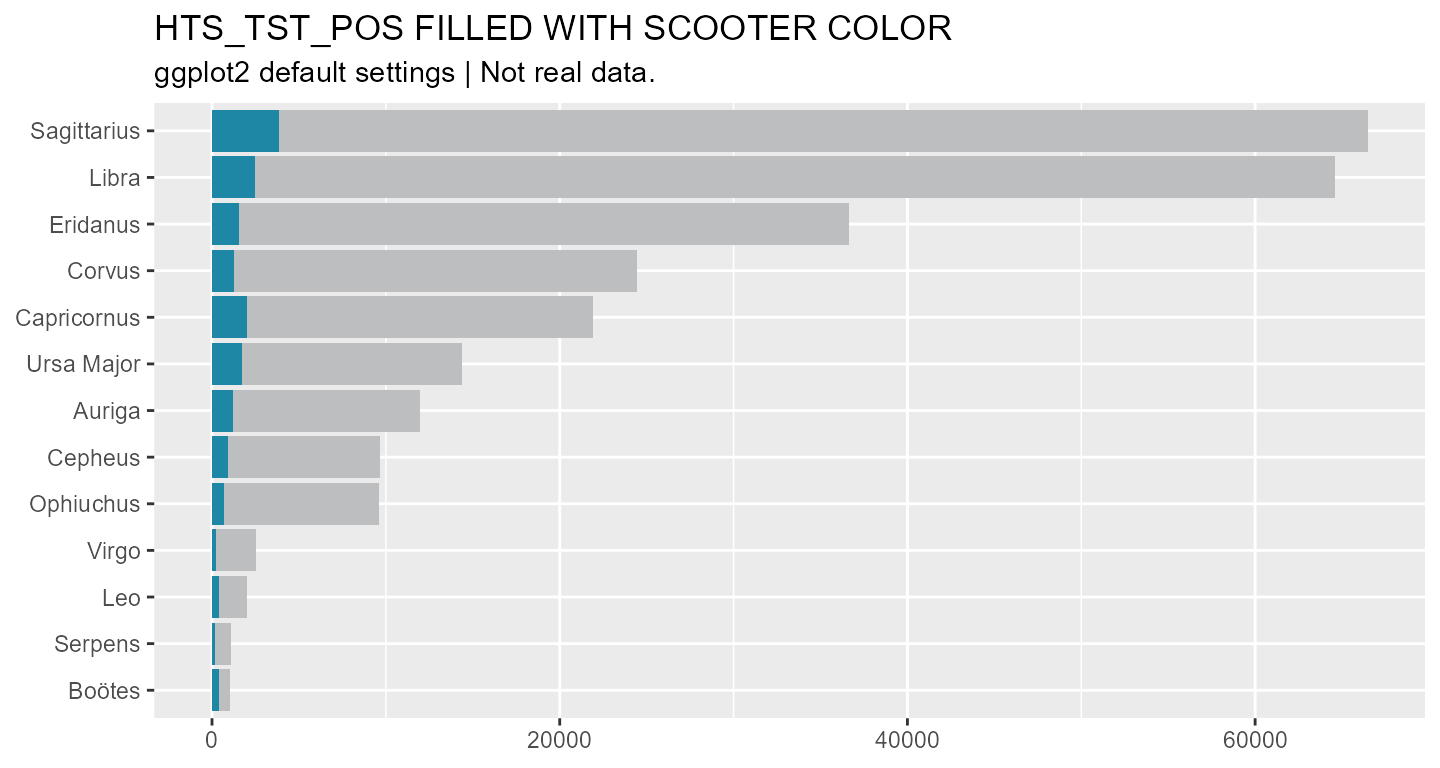 HTS_TST_POS FILLED WITH SCOOTER COLOR
ggplot2 default settings | Not real data.
Sagittarius
Libra
Eridanus
Corvus
Capricornus
Ursa Major
Auriga
Cepheus
Ophiuchus
Virgo
Leo
Serpens
Boötes
0 20000 40000 60000